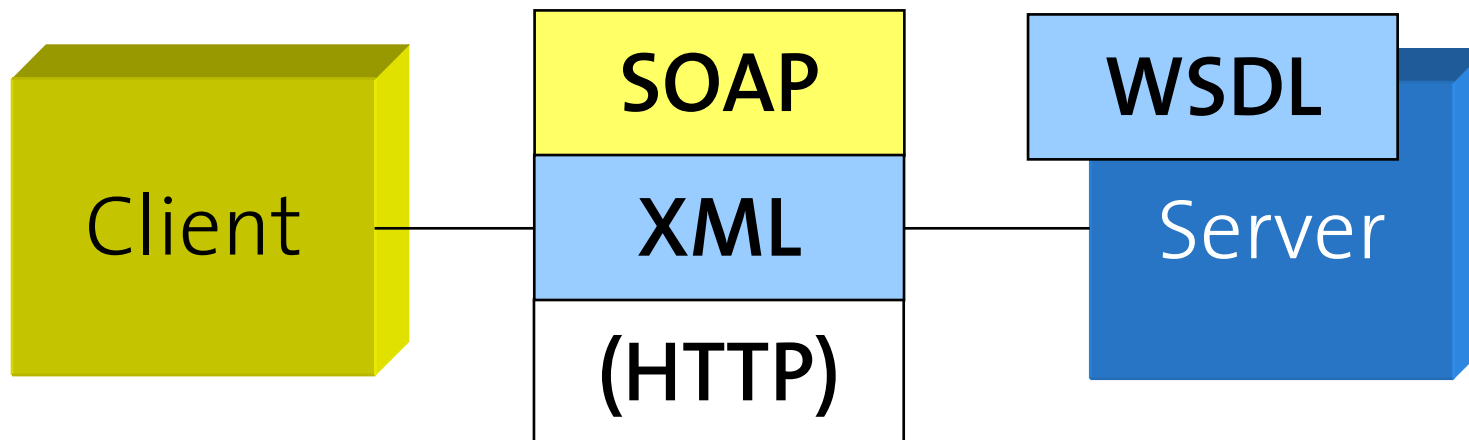 Client
SOAP
XML
(HTTP)
WSDL
Server